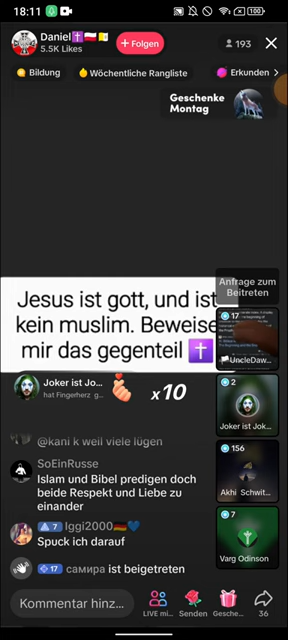 18:11
100
Daniel✝️🇵🇱🇻🇦
5.5K Likes
+ Folgen
193
Bildung
Wöchentliche Rangliste
Erkunden >
Geschenke
Montag
Anfrage zum
Beitreten
Jesus ist gott, und ist
kein muslim. Beweise
mir das gegenteil ✝️
17
UncleDaw...
Joker ist Jo...
hat Fingerherz g...
x10
2
Joker ist Jok...
@kani k weil viele lügen
SoEinRusse
Islam und Bibel predigen doch
beide Respekt und Liebe zu
einander
156
Akhi Schwit...
7 Iggi2000🇩🇪💙
Spuck ich darauf
7
Varg Odinson
17 самира ist beigetreten
Kommentar hinz...
LIVE mi...
Senden
Gesche...
36